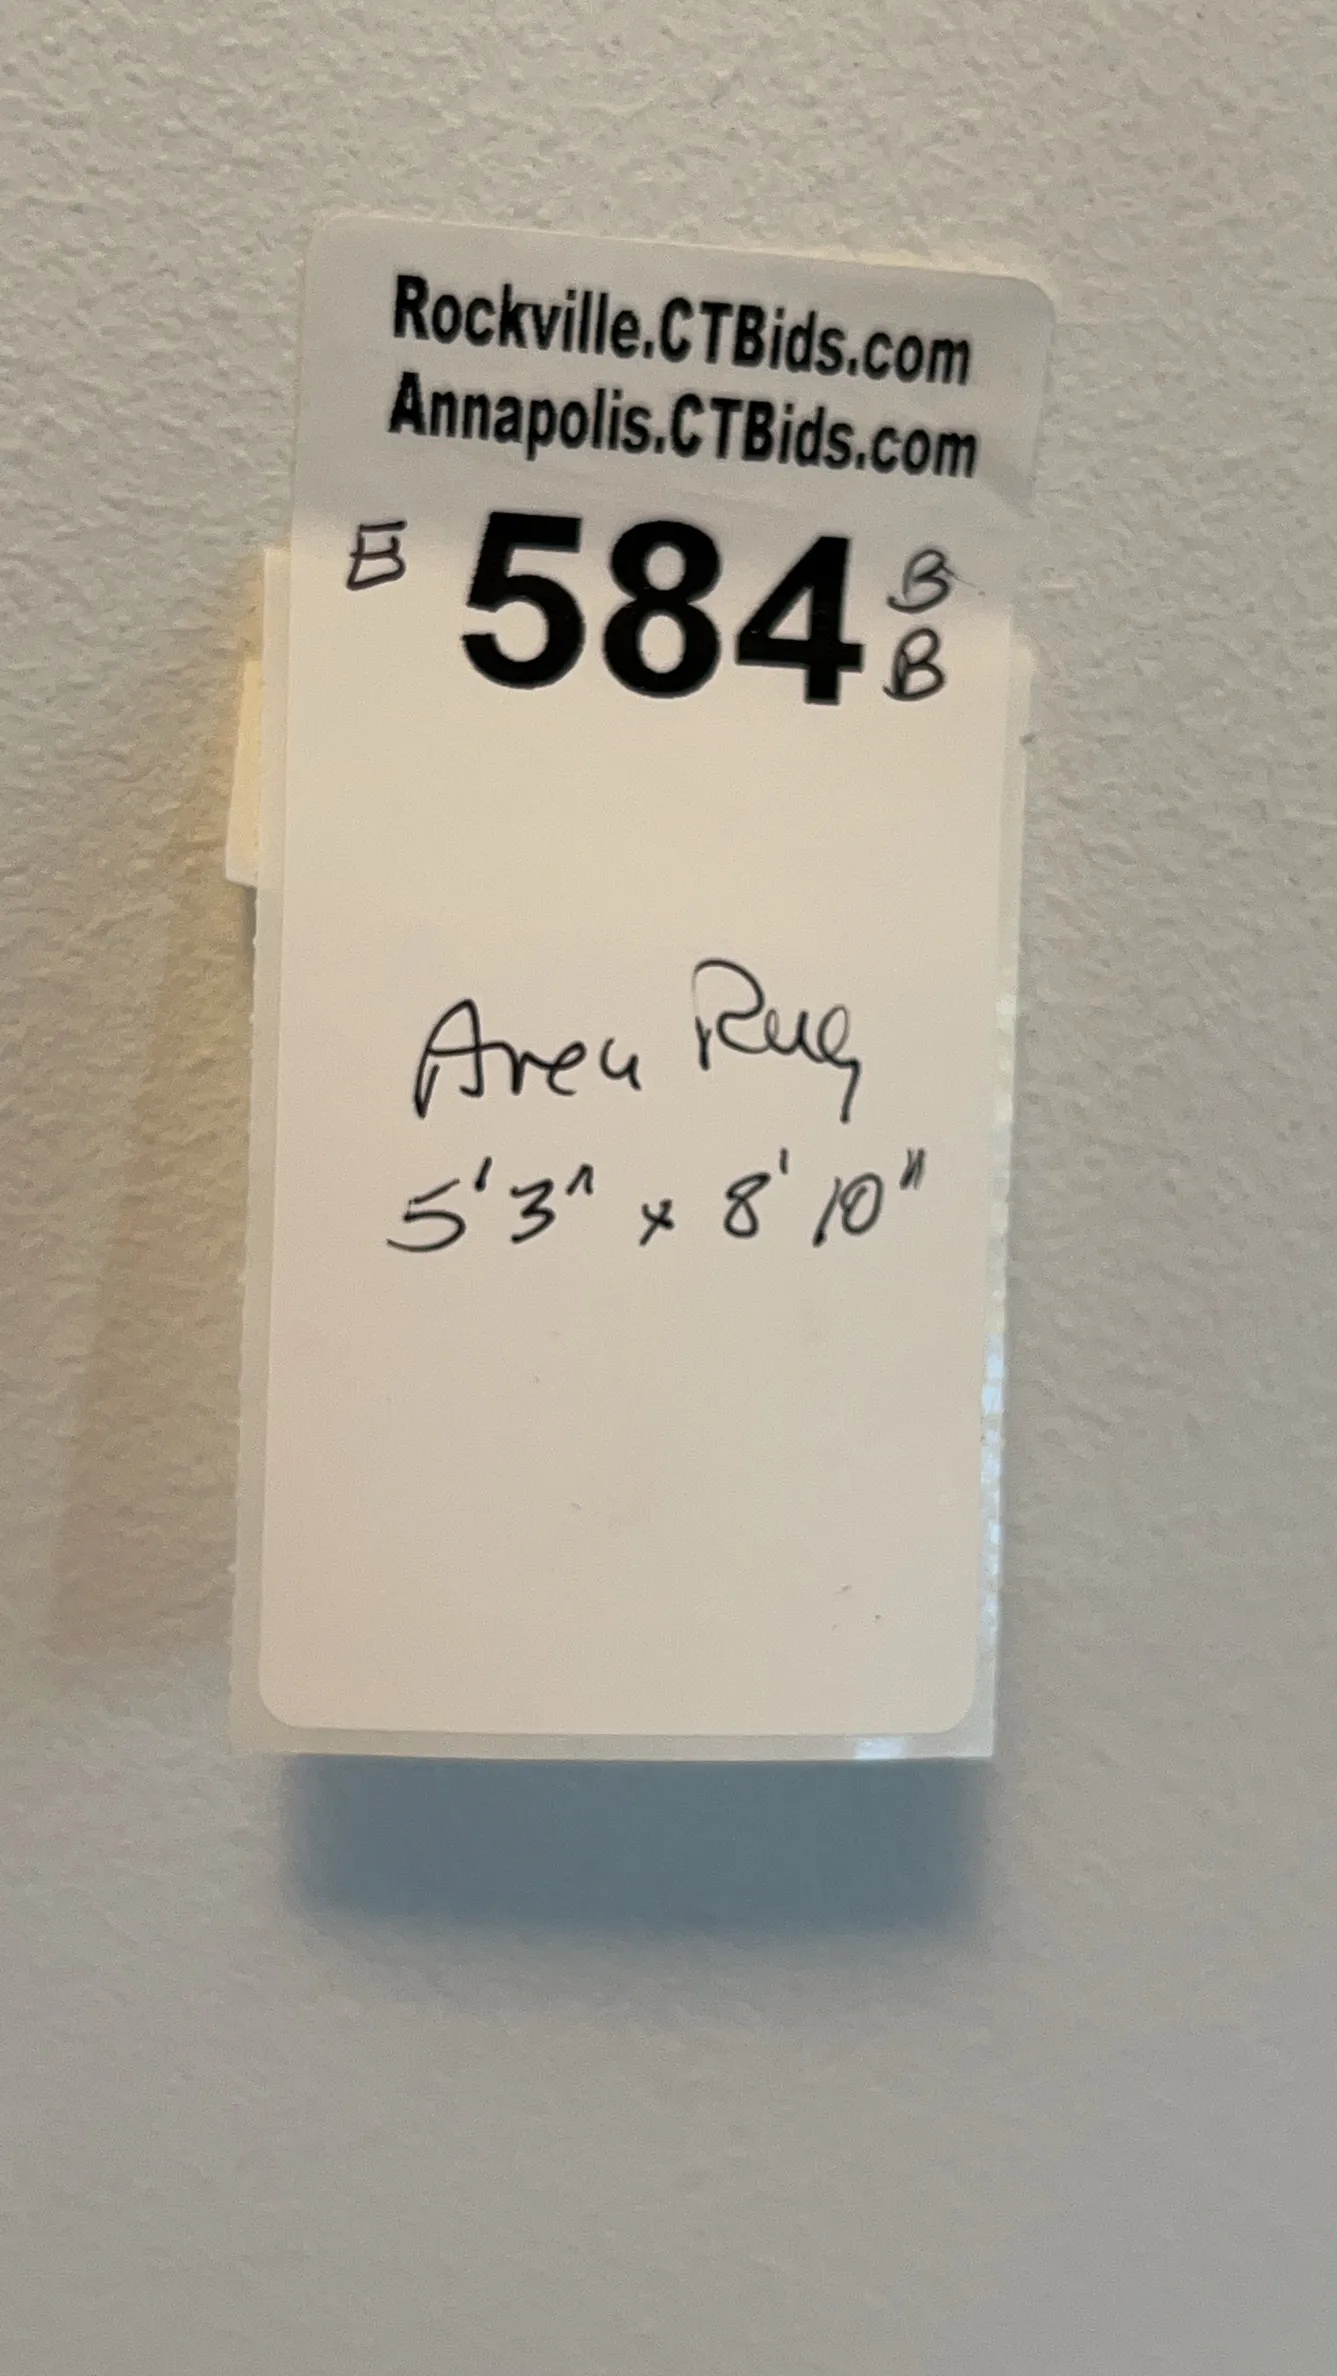 Rockville.CTBids.com
Annapolis.CTBids.com
584 B
B
Area Rug
5'3" x 8'10"